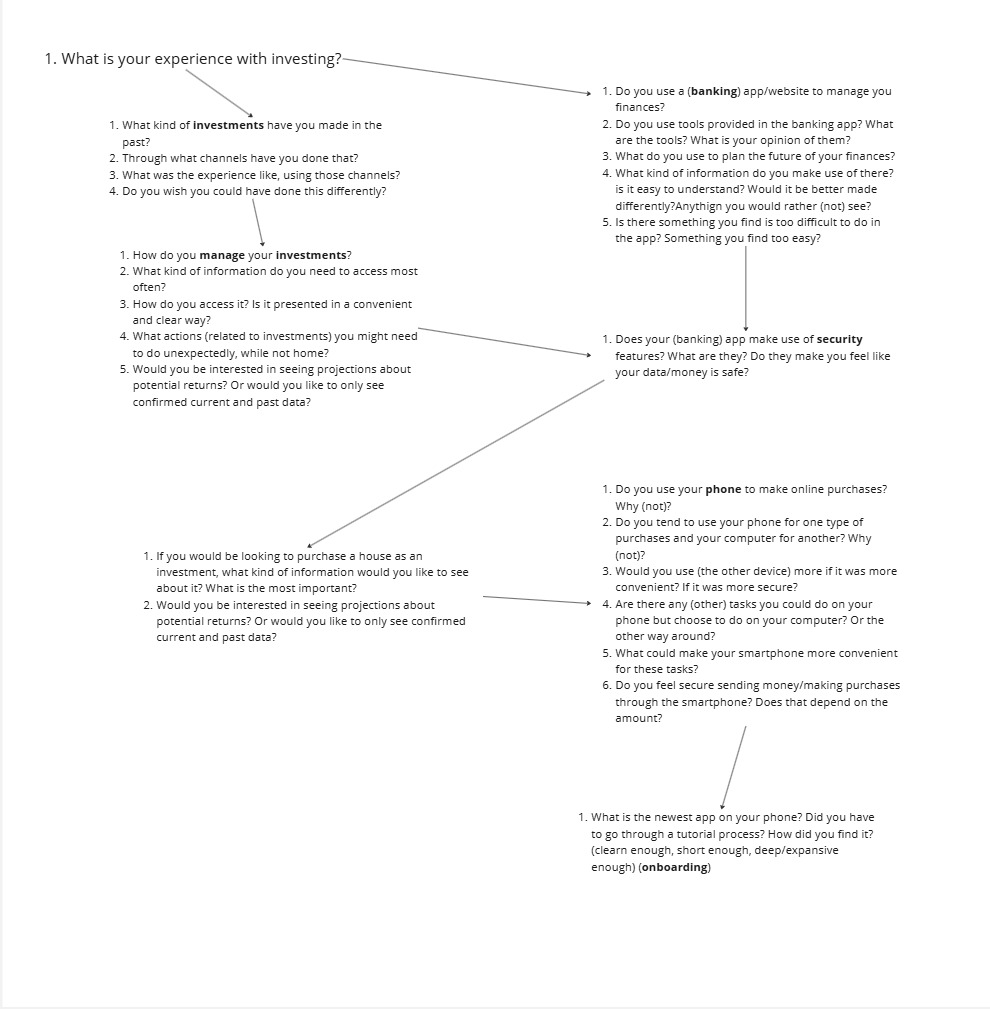 1. What is your experience with investing?
1. What kind of investments have you made in the
past?
2. Through what channels have you done that?
3. What was the experience like, using those channels?
4. Do you wish you could have done this differently?
1. Do you use a (banking) app/website to manage you
finances?
2. Do you use tools provided in the banking app? What
are the tools? What is your opinion of them?
3. What do you use to plan the future of your finances?
4. What kind of information do you make use of there?
is it easy to understand? Would it be better made
differently?Anythign you would rather (not) see?
5. Is there something you find is too difficult to do in
the app? Something you find too easy?
1. How do you manage your investments?
2. What kind of information do you need to access most
often?
3. How do you access it? Is it presented in a convenient
and clear way?
4. What actions (related to investments) you might need
to do unexpectedly, while not home?
5. Would you be interested in seeing projections about
potential returns? Or would you like to only see
confirmed current and past data?
1. Does your (banking) app make use of security
features? What are they? Do they make you feel like
your data/money is safe?
1. If you would be looking to purchase a house as an
investment, what kind of information would you like to see
about it? What is the most important?
2. Would you be interested in seeing projections about
potential returns? Or would you like to only see confirmed
current and past data?
1. Do you use your phone to make online purchases?
Why (not)?
2. Do you tend to use your phone for one type of
purchases and your computer for another? Why
(not)?
3. Would you use (the other device) more if it was more
convenient? If it was more secure?
4. Are there any (other) tasks you could do on your
phone but choose to do on your computer? Or the
other way around?
5. What could make your smartphone more convenient
for these tasks?
6. Do you feel secure sending money/making purchases
through the smartphone? Does that depend on the
amount?
1. What is the newest app on your phone? Did you have
to go through a tutorial process? How did you find it?
(clearn enough, short enough, deep/expansive
enough) (onboarding)